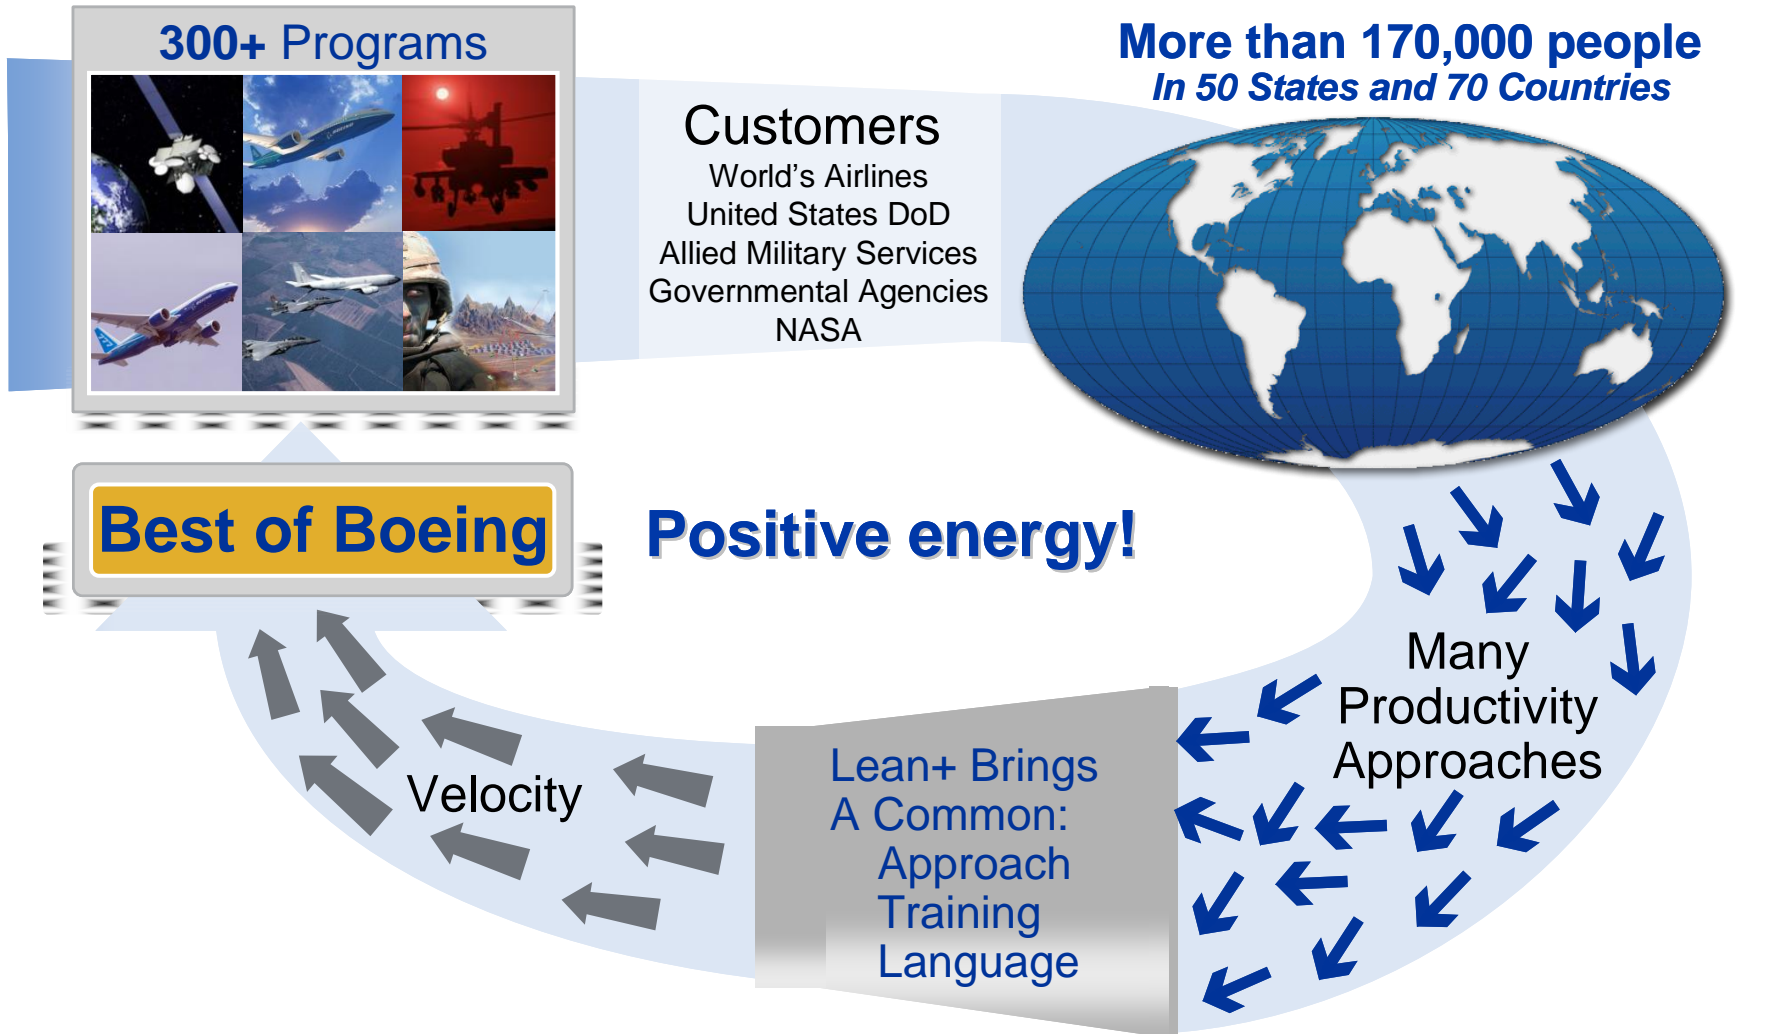 300+ Programs
Customers
World's Airlines
United States DoD
Allied Military Services
Governmental Agencies
NASA
More than 170,000 people
In 50 States and 70 Countries
Many
Productivity
Approaches
Lean+ Brings
A Common:
Approach
Training
Language
Velocity
Best of Boeing
Positive energy!
BOEING
777